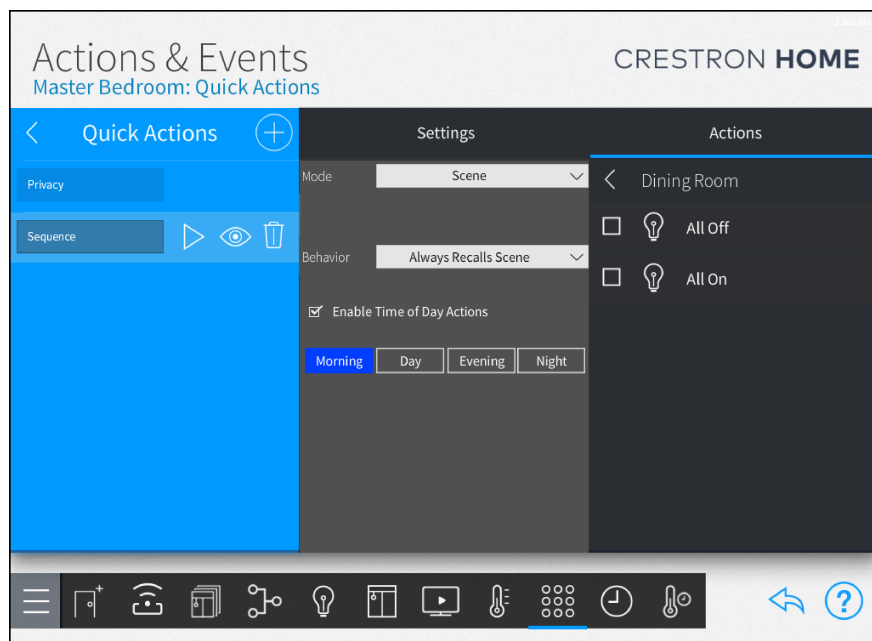 Actions & Events
Master Bedroom: Quick Actions
CRESTRON HOME
Quick Actions
Settings
Actions
Privacy
Sequence
Mode
Scene
Behavior
Always Recalls Scene
Enable Time of Day Actions
Morning
Day
Evening
Night
Dining Room
All Off
All On
?